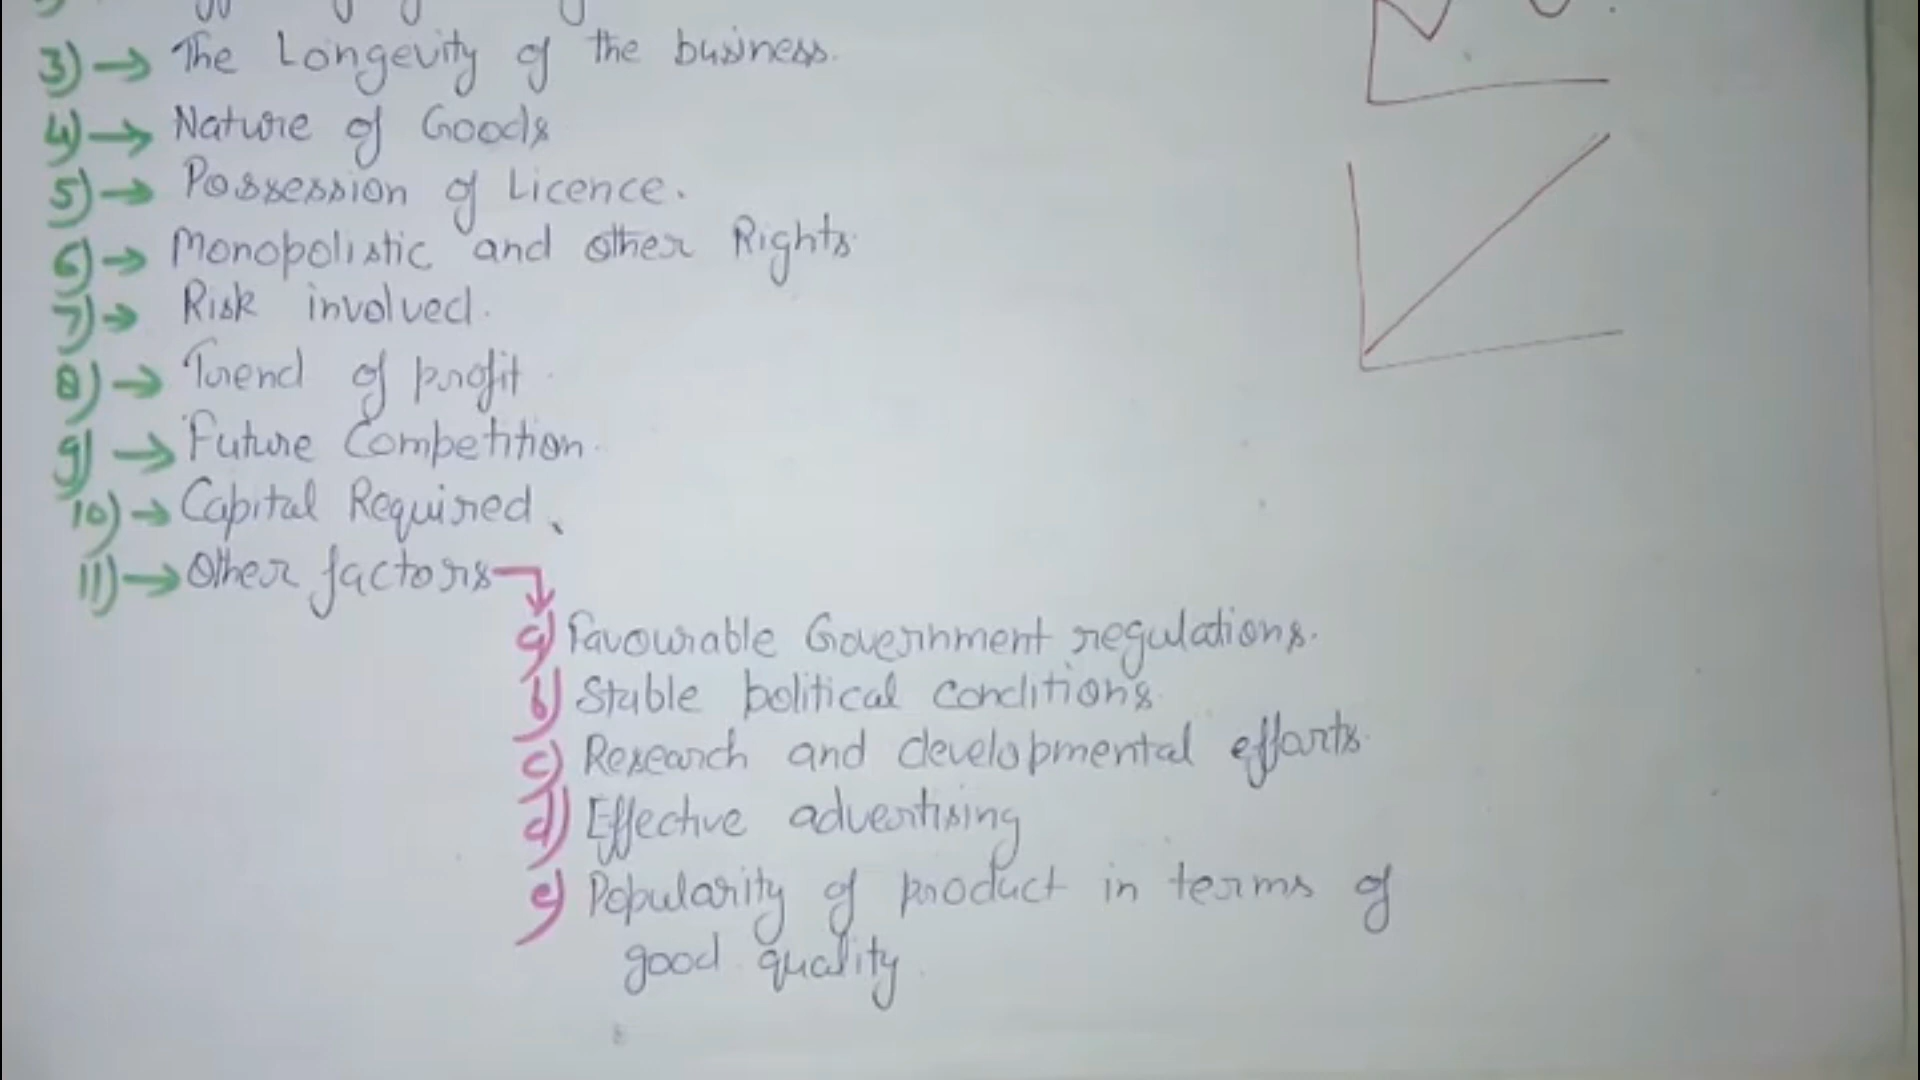 3) → The Longevity of the business.
4) → Nature of Goods
5) → Possession of Licence.
6) → Monopolistic and other Rights
7) → Risk involved.
8) → Trend of profit
9) → Future Competition
10) → Capital Required
11) → Other factors
a) Favourable Government regulations.
b) Stable political conditions
c) Research and developmental efforts
d) Effective advertising
e) Popularity of product in terms of
good quality